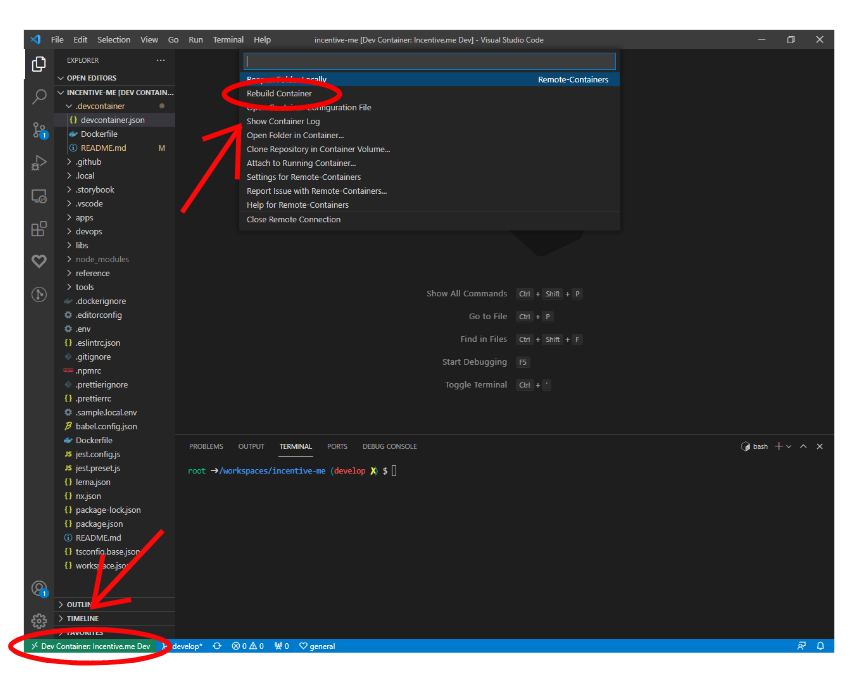 File Edit Selection View Go Run Terminal Help
incentive-me [Dev Container: Incentive.me Dev] - Visual Studio Code
EXPLORER
OPEN EDITORS
INCENTIVE-ME [DEV CONTAIN...
.devcontainer
{} devcontainer.json
Dockerfile
README.md M
.github
.local
.storybook
.vscode
apps
devops
libs
node_modules
reference
tools
.dockerignore
.editorconfig
.env
{} .eslintrc.json
.gitignore
.npmrc
.prettierignore
{} .prettierrc
.sample.local.env
babel.config.json
Dockerfile
JS jest.config.js
JS jest.preset.js
{} lerna.json
{} nx.json
{} package-lock.json
{} package.json
README.md
{} tsconfig.base.json
{} workspace.json
OUTLINE
TIMELINE
FAVORITES
1
1
Reopen Folder Locally Remote-Containers
Rebuild Container
Open Container Configuration File
Show Container Log
Open Folder in Container...
Clone Repository in Container Volume...
Attach to Running Container...
Settings for Remote-Containers
Report Issue with Remote-Containers...
Help for Remote-Containers
Close Remote Connection
Show All Commands Ctrl + Shift + P
Go to File Ctrl + P
Find in Files Ctrl + Shift + F
Start Debugging F5
Toggle Terminal Ctrl + `
PROBLEMS OUTPUT TERMINAL PORTS DEBUG CONSOLE
bash
root ➜/workspaces/incentive-me (develop ✗) $
Dev Container: Incentive.me Dev
develop*
0 0
0
general